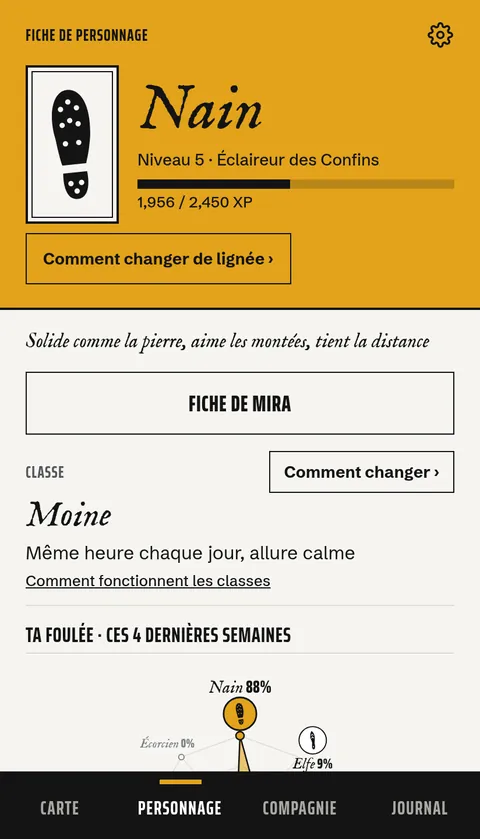 FICHE DE PERSONNAGE
Nain
Niveau 5 · Éclaireur des Confins
1,956 / 2,450 XP
Comment changer de lignée ›
Solide comme la pierre, aime les montées, tient la distance
FICHE DE MIRA
CLASSE
Comment changer ›
Moine
Même heure chaque jour, allure calme
Comment fonctionnent les classes
TA FOULÉE · CES 4 DERNIÈRES SEMAINES
Nain 88%
Écorcien 0%
Elfe 9%
CARTE
PERSONNAGE
COMPAGNIE
JOURNAL